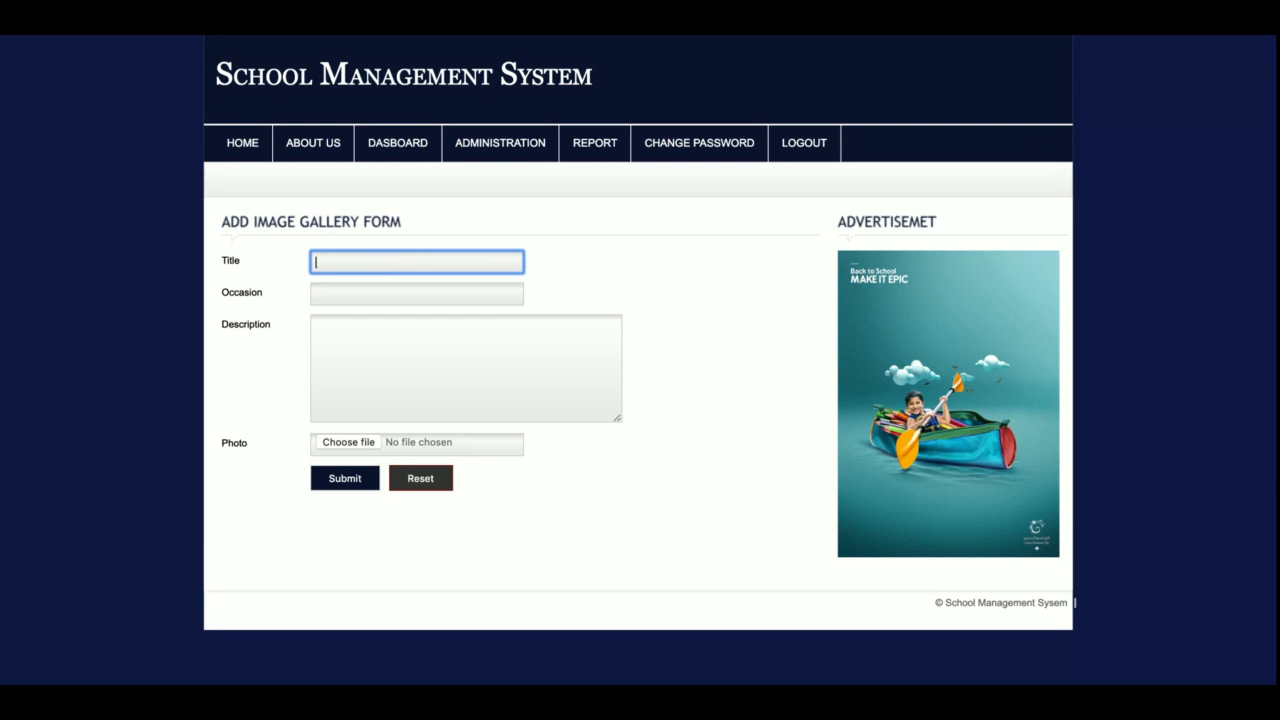 School Management System
HOME ABOUT US DASBOARD ADMINISTRATION REPORT CHANGE PASSWORD LOGOUT
ADD IMAGE GALLERY FORM
Title
Occasion
Description
Photo Choose file No file chosen
Submit Reset
ADVERTISEMET
Back to School
MAKE IT EPIC
© School Management Sysem